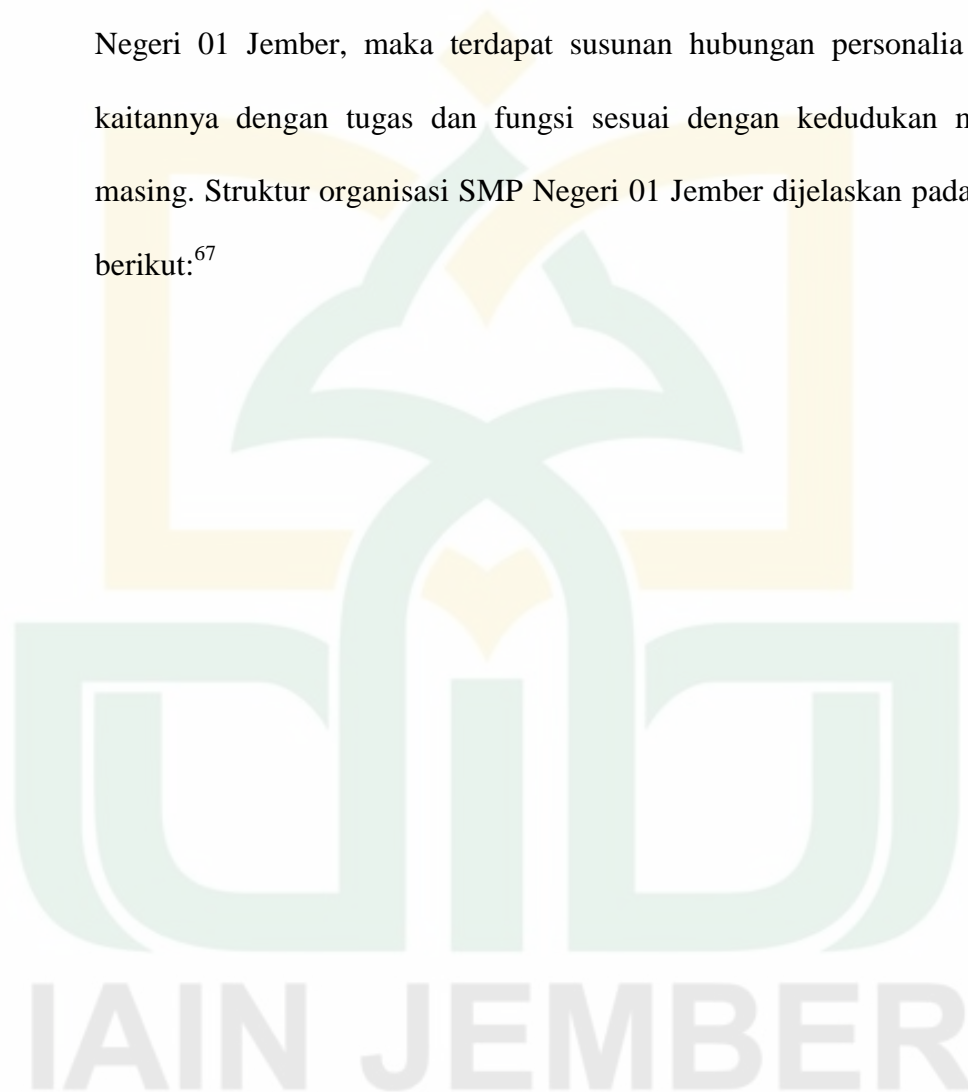 Negeri 01 Jember, maka terdapat susunan hubungan personalia
kaitannya dengan tugas dan fungsi sesuai dengan kedudukan
masing. Struktur organisasi SMP Negeri 01 Jember dijelaskan pada
berikut:67
IAIN JEMBER